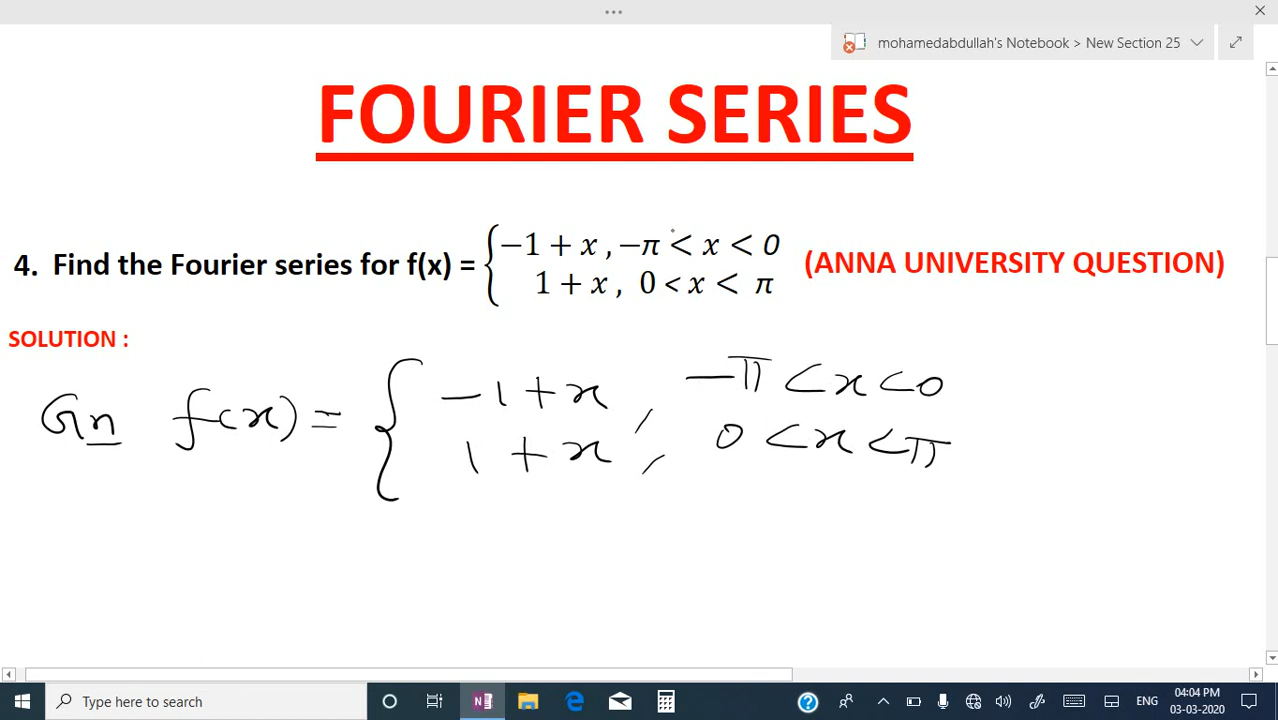 mohamedabdullah's Notebook > New Section 25
FOURIER SERIES
4. Find the Fourier series for f(x) = { −1 + x , −π < x < 0
1 + x , 0 < x < π
(ANNA UNIVERSITY QUESTION)
SOLUTION :
Gn f(x) = { −1 + x , −π < x < 0
1 + x , 0 < x < π
Type here to search
ENG
04:04 PM
03-03-2020